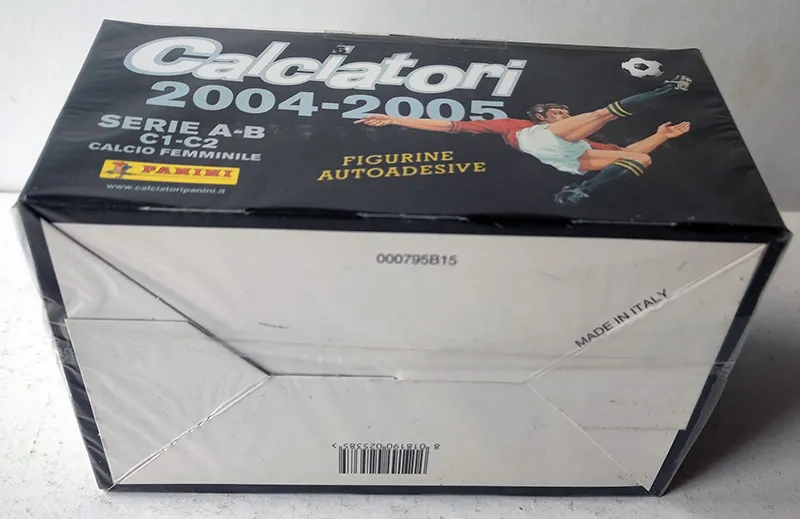 Calciatori
2004-2005
SERIE A-B
C1-C2
CALCIO FEMMINILE
PANINI
www.calciatoripanini.it
FIGURINE
AUTOADESIVE
000795B15
MADE IN ITALY
8 018190 025385 >